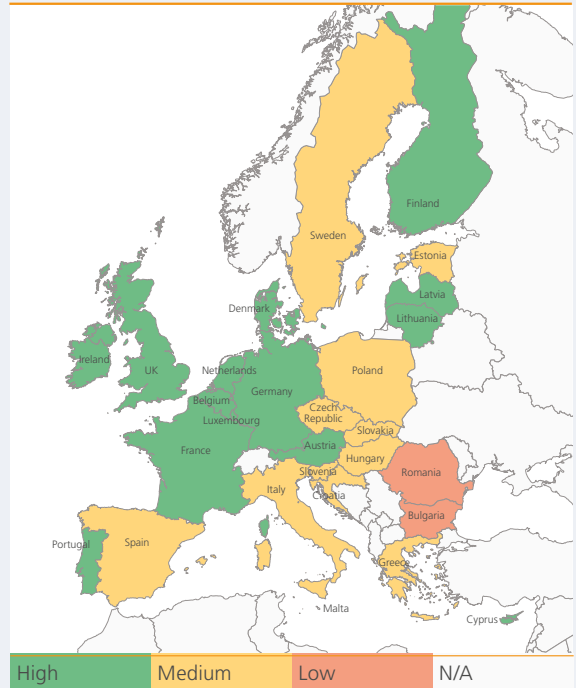 Finland
Sweden
Estonia
Latvia
Denmark
Lithuania
Ireland
UK
Netherlands
Poland
Germany
Belgium
Czech
Republic
Luxembourg
Slovakia
Austria
France
Hungary
Slovenia
Romania
Italy
Croatia
Bulgaria
Portugal
Spain
Greece
Malta
Cyprus
High
Medium
Low
N/A